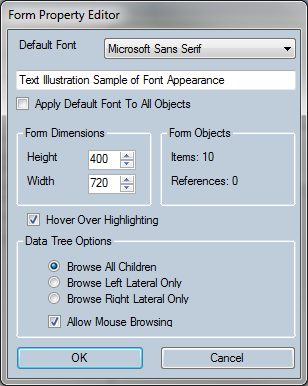 Form Property Editor
Default Font
Microsoft Sans Serif
Text Illustration Sample of Font Appearance
Apply Default Font To All Objects
Form Dimensions
Height 400
Width 720
Form Objects
Items: 10
References: 0
Hover Over Highlighting
Data Tree Options
Browse All Children
Browse Left Lateral Only
Browse Right Lateral Only
Allow Mouse Browsing
OK
Cancel